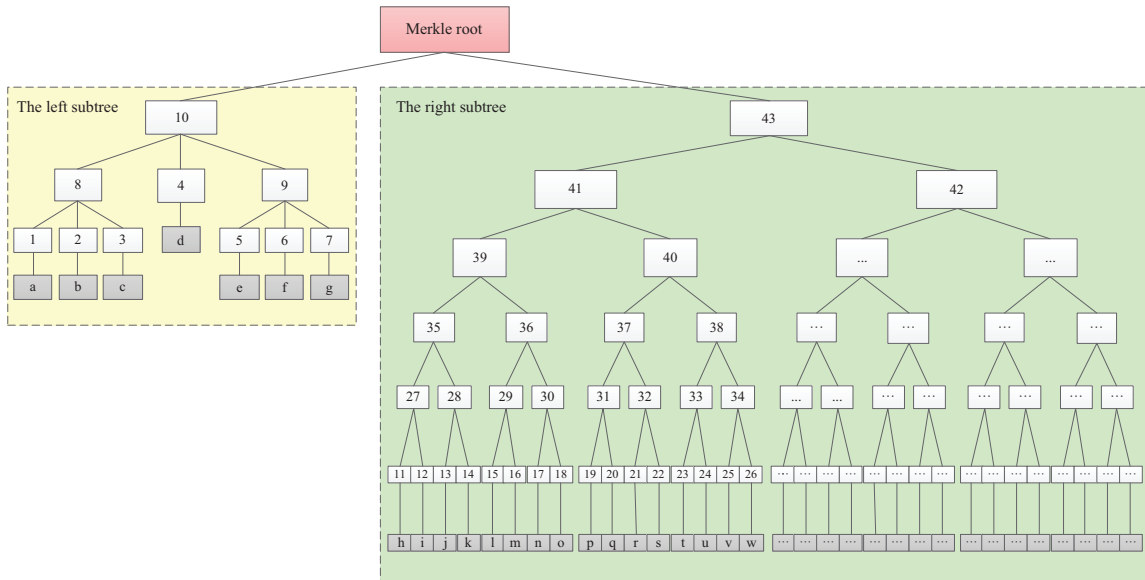 Merkle root
The left subtree
The right subtree
10
43
8 4 9
41 42
1 2 3 d 5 6 7
39 40 ... ...
a b c e f g
35 36 37 38 ... ... ... ...
27 28 29 30 31 32 33 34 ... ... ... ... ... ... ... ...
11 12 13 14 15 16 17 18 19 20 21 22 23 24 25 26 ... ... ... ... ... ... ... ... ... ... ... ... ... ... ... ...
h i j k l m n o p q r s t u v w ... ... ... ... ... ... ... ... ... ... ... ... ... ... ... ...